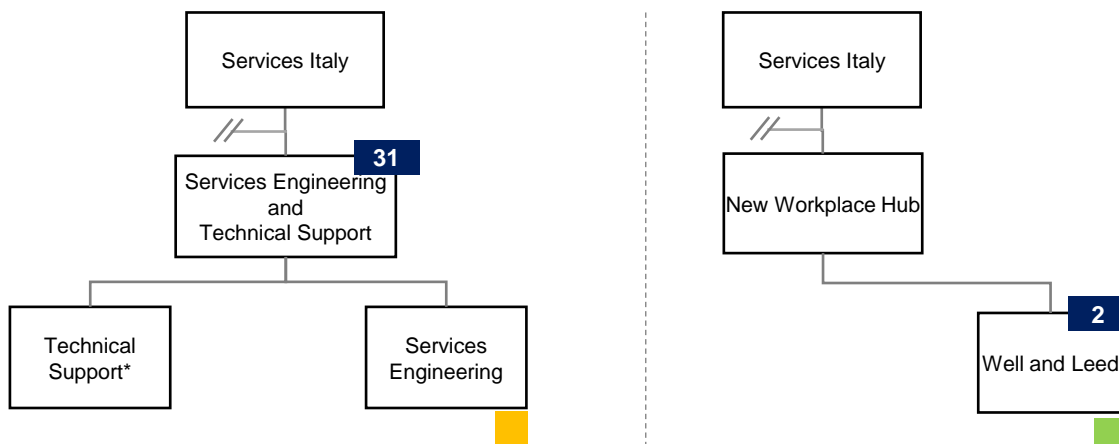 Services Italy
31
Services Engineering
and
Technical Support
Technical
Support*
Services
Engineering
Services Italy
New Workplace Hub
2
Well and Leed